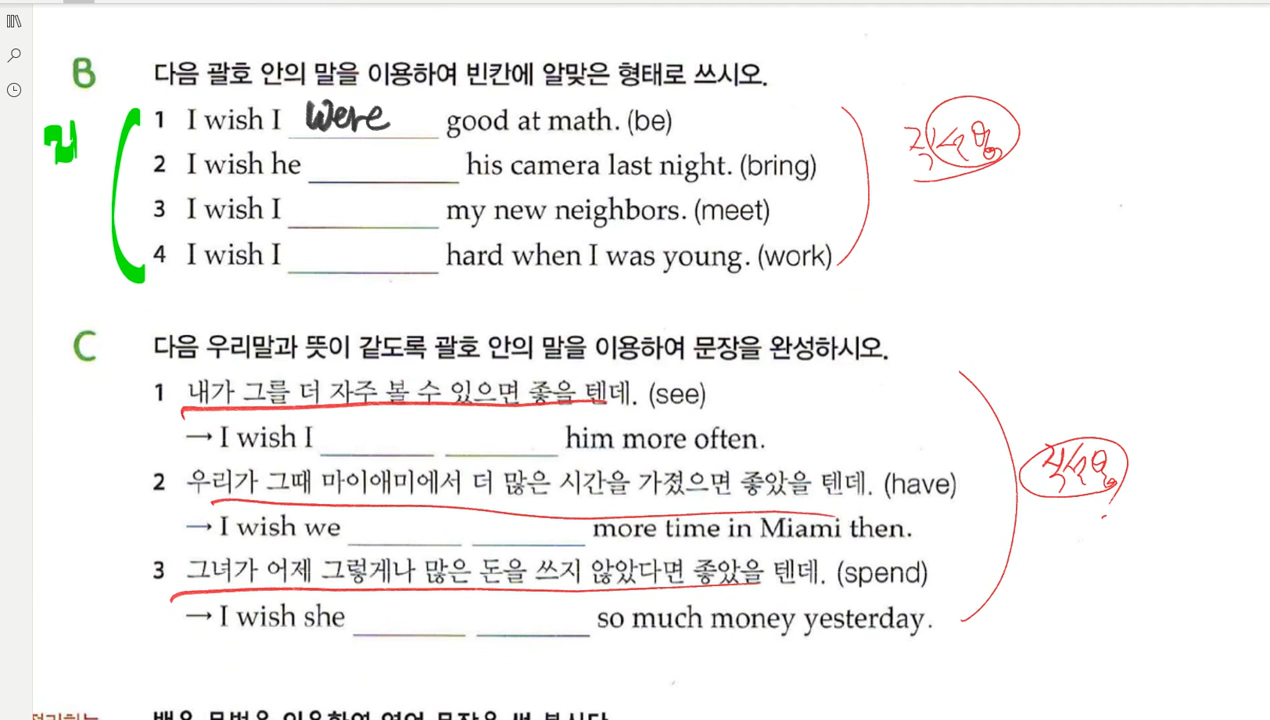 B 다음 괄호 안의 말을 이용하여 빈칸에 알맞은 형태로 쓰시오.
1 I wish I were good at math. (be)
2 I wish he his camera last night. (bring)
3 I wish I my new neighbors. (meet)
4 I wish I hard when I was young. (work)
C 다음 우리말과 뜻이 같도록 괄호 안의 말을 이용하여 문장을 완성하시오.
1 내가 그를 더 자주 볼 수 있으면 좋을 텐데. (see)
→ I wish I him more often.
2 우리가 그때 마이애미에서 더 많은 시간을 가졌으면 좋았을 텐데. (have)
→ I wish we more time in Miami then.
3 그녀가 어제 그렇게나 많은 돈을 쓰지 않았다면 좋았을 텐데. (spend)
→ I wish she so much money yesterday.